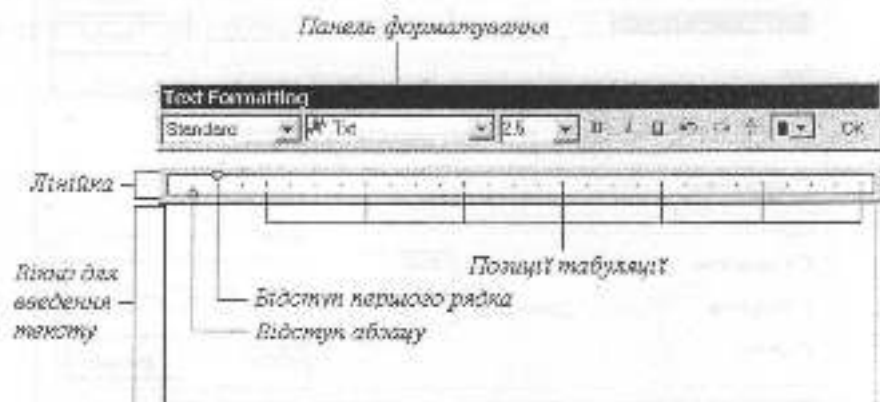 Панель форматування
Text Formatting
Standard Txt 2.5 B I U OK
Лінійка
Позиції табуляції
Вікно для
введення
тексту
Відступ першого рядка
Відступ абзацу